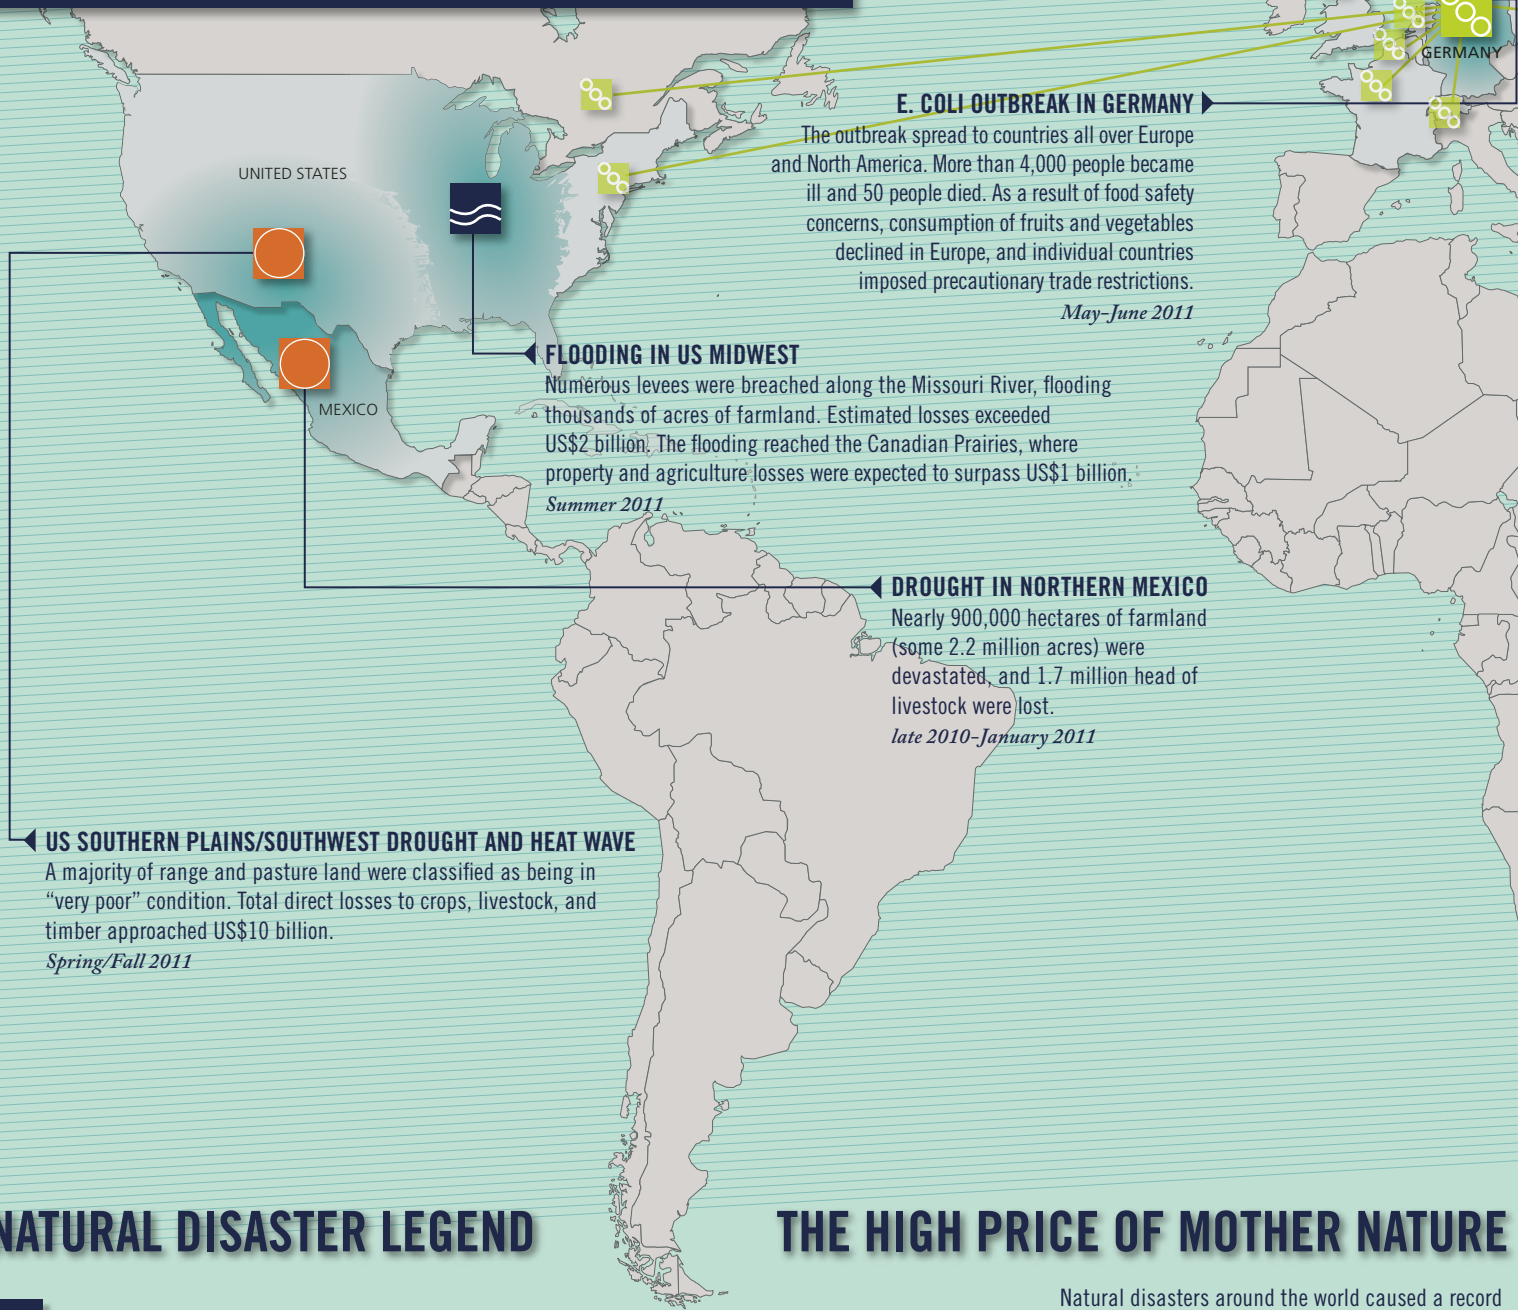 GERMANY
E. COLI OUTBREAK IN GERMANY
The outbreak spread to countries all over Europe
and North America. More than 4,000 people became
ill and 50 people died. As a result of food safety
concerns, consumption of fruits and vegetables
declined in Europe, and individual countries
imposed precautionary trade restrictions.
May–June 2011
UNITED STATES
FLOODING IN US MIDWEST
Numerous levees were breached along the Missouri River, flooding
thousands of acres of farmland. Estimated losses exceeded
US$2 billion. The flooding reached the Canadian Prairies, where
property and agriculture losses were expected to surpass US$1 billion.
Summer 2011
MEXICO
DROUGHT IN NORTHERN MEXICO
Nearly 900,000 hectares of farmland
(some 2.2 million acres) were
devastated, and 1.7 million head of
livestock were lost.
late 2010–January 2011
US SOUTHERN PLAINS/SOUTHWEST DROUGHT AND HEAT WAVE
A majority of range and pasture land were classified as being in
“very poor” condition. Total direct losses to crops, livestock, and
timber approached US$10 billion.
Spring/Fall 2011
NATURAL DISASTER LEGEND
THE HIGH PRICE OF MOTHER NATURE
Natural disasters around the world caused a record